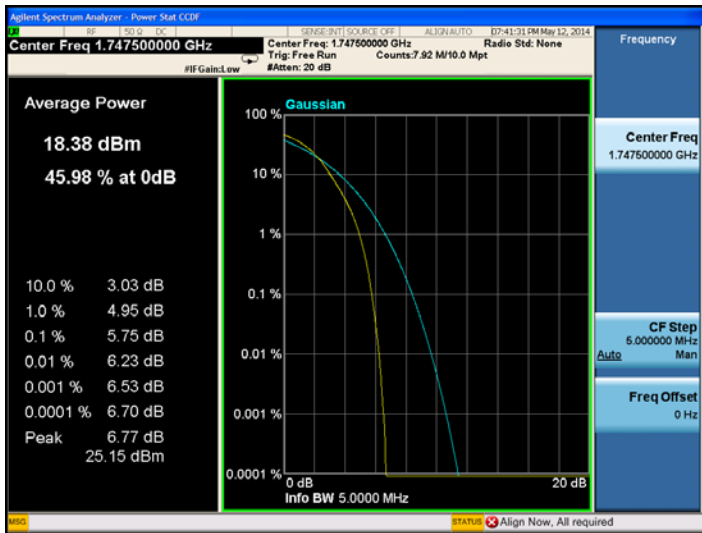 Agilent Spectrum Analyzer - Power Stat CCDF
RF 50 Ω DC SENSE:INT SOURCE OFF ALIGN AUTO 07:41:31 PM May 12, 2014
Center Freq 1.747500000 GHz
Center Freq: 1.747500000 GHz Radio Std: None
Trig: Free Run Counts:7.92 M/10.0 Mpt
#IFGain:Low #Atten: 20 dB
Frequency
Average Power
18.38 dBm
45.98 % at 0dB
10.0 % 3.03 dB
1.0 % 4.95 dB
0.1 % 5.75 dB
0.01 % 6.23 dB
0.001 % 6.53 dB
0.0001 % 6.70 dB
Peak 6.77 dB
25.15 dBm
Gaussian
100 %
10 %
1 %
0.1 %
0.01 %
0.001 %
0.0001 %
0 dB 20 dB
Info BW 5.0000 MHz
Center Freq
1.747500000 GHz
CF Step
5.000000 MHz
Auto Man
Freq Offset
0 Hz
MSG STATUS Align Now, All required